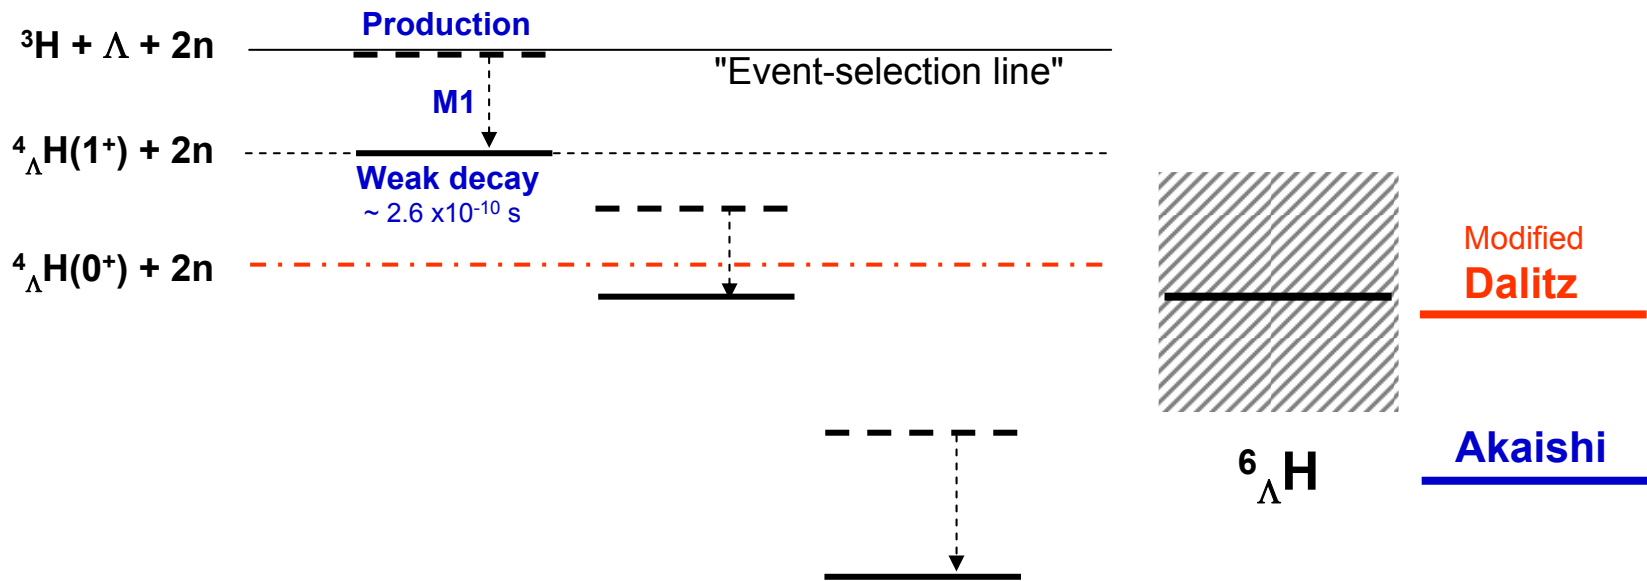 ³H + Λ + 2n
Production
"Event-selection line"
M1
⁴ΛH(1⁺) + 2n
Weak decay
~ 2.6 x10⁻¹⁰ s
⁴ΛH(0⁺) + 2n
Modified
Dalitz
Akaishi
⁶ΛH